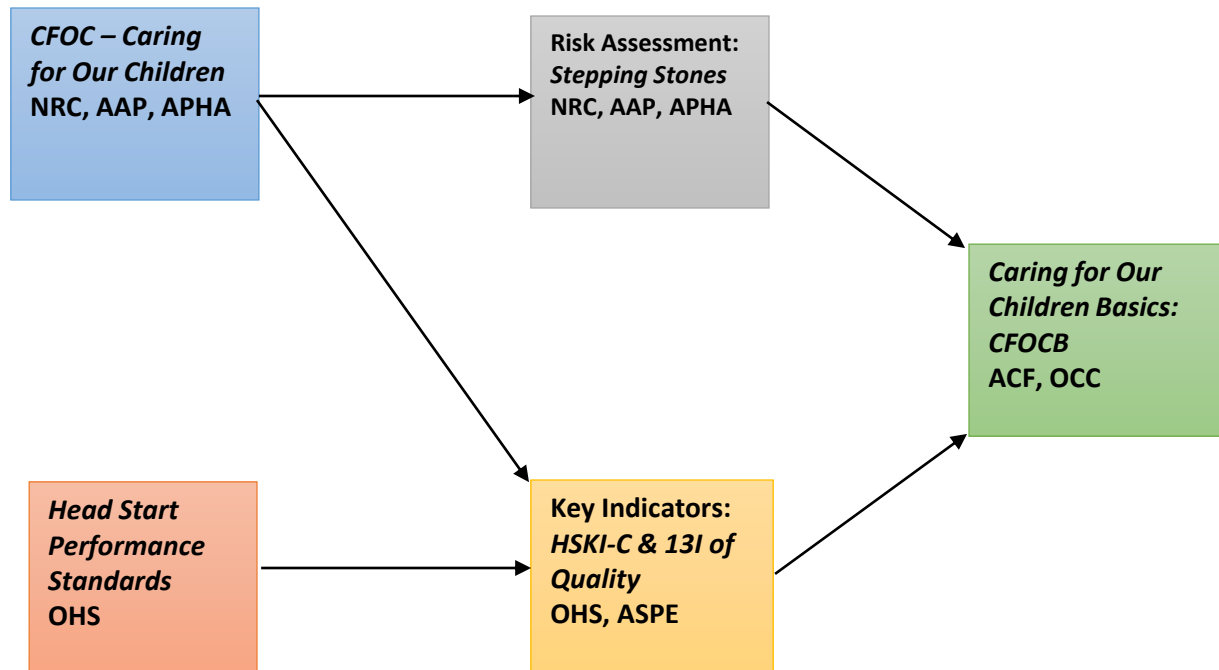 CFOC – Caring
for Our Children
NRC, AAP, APHA
Risk Assessment:
Stepping Stones
NRC, AAP, APHA
Caring for Our
Children Basics:
CFOCB
ACF, OCC
Head Start
Performance
Standards
OHS
Key Indicators:
HSKI-C & 13I of
Quality
OHS, ASPE